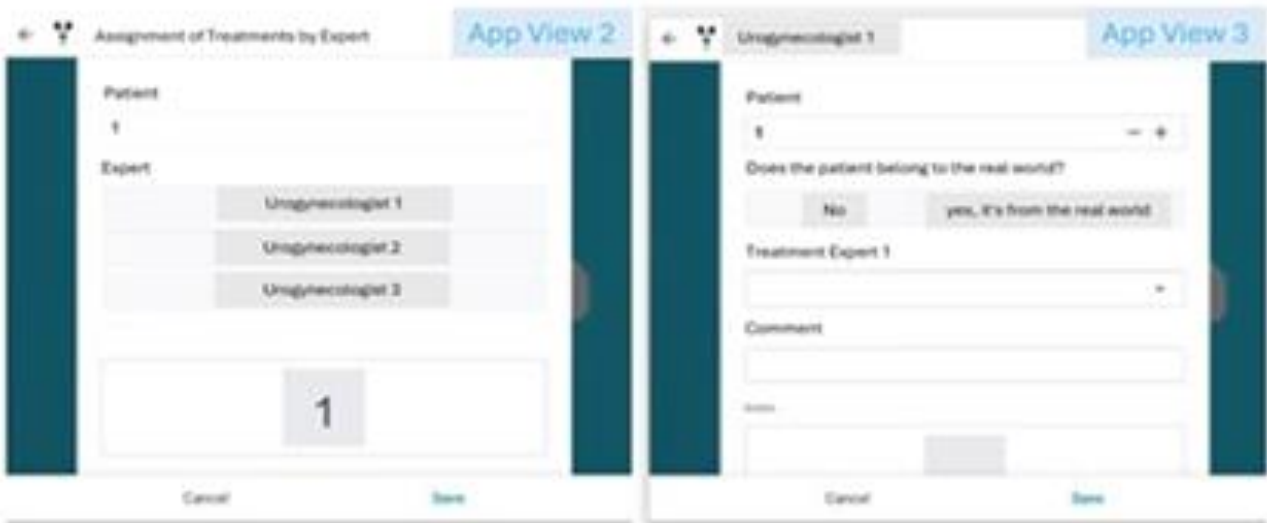 Assignment of Treatments by Expert
App View 2
Patient
1
Expert
Urogynecologist 1
Urogynecologist 2
Urogynecologist 3
1
Cancel
Save
Urogynecologist 1
App View 3
Patient
1
− +
Does the patient belong to the real world?
No
yes, it's from the real world
Treatment Expert 1
Comment
Cancel
Save